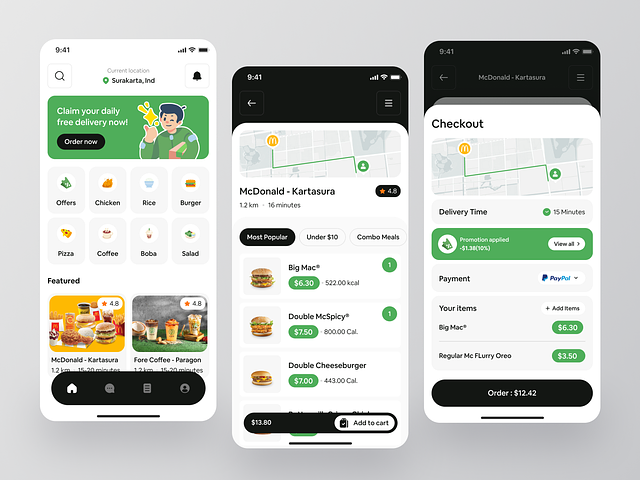 9:41
Current location
Surakarta, Ind
Claim your daily
free delivery now!
Order now
Offers
Chicken
Rice
Burger
Pizza
Coffee
Boba
Salad
Featured
4.8
4.8
McDonald - Kartasura
Fore Coffee - Paragon
1.2 km · 15-20 minutes
1.2 km · 15-20 minutes
9:41
McDonald - Kartasura
4.8
1.2 km · 16 minutes
Most Popular
Under $10
Combo Meals
Big Mac®
1
$6.30 · 522.00 kcal
Double McSpicy®
1
$7.50 · 800.00 Cal.
Double Cheeseburger
$7.00 · 443.00 Cal.
$13.80
Add to cart
9:41
McDonald - Kartasura
Checkout
Delivery Time
15 Minutes
Promotion applied
-$1.38(10%)
View all
Payment
PayPal
Your items
+ Add Items
Big Mac®
$6.30
Regular Mc FLurry Oreo
$3.50
Order : $12.42